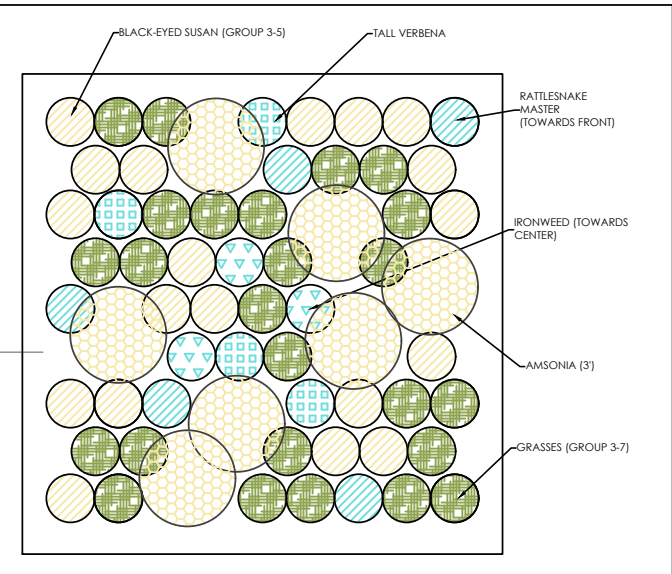 BLACK-EYED SUSAN (GROUP 3-5)
TALL VERBENA
RATTLESNAKE
MASTER
(TOWARDS FRONT)
IRONWEED (TOWARDS
CENTER)
AMSONIA (3')
GRASSES (GROUP 3-7)